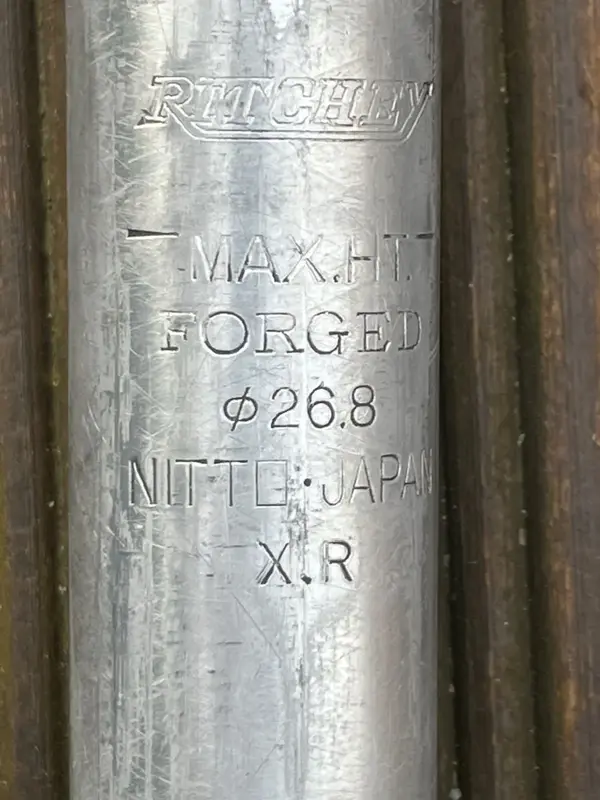 RITCHEY
MAX.HT.
FORGED
φ26.8
NITTO・JAPAN
X.R